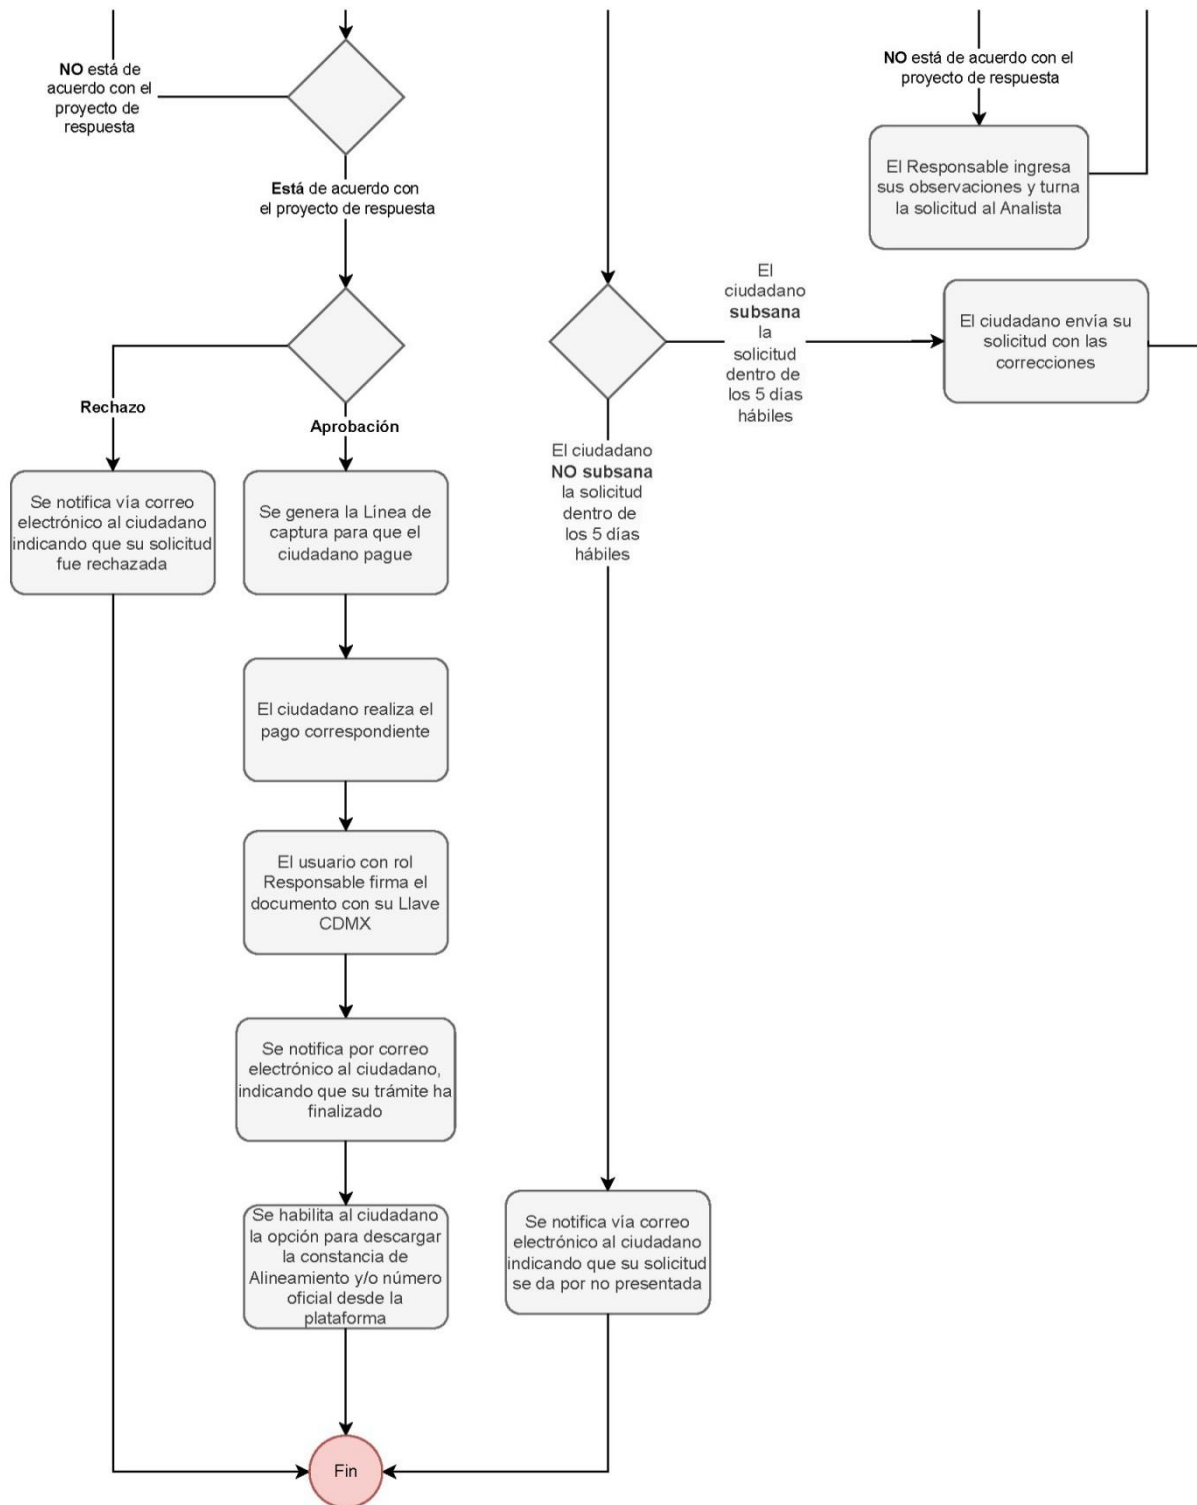 NO está de
acuerdo con el
proyecto de
respuesta
Está de acuerdo con
el proyecto de respuesta
NO está de acuerdo con el
proyecto de respuesta
El Responsable ingresa
sus observaciones y turna
la solicitud al Analista
El
ciudadano
subsana
la
solicitud
dentro de
los 5 días
hábiles
El ciudadano envía su
solicitud con las
correcciones
Rechazo
Aprobación
El ciudadano
NO subsana
la solicitud
dentro de
los 5 días
hábiles
Se notifica vía correo
electrónico al ciudadano
indicando que su solicitud
fue rechazada
Se genera la Línea de
captura para que el
ciudadano pague
El ciudadano realiza el
pago correspondiente
El usuario con rol
Responsable firma el
documento con su Llave
CDMX
Se notifica por correo
electrónico al ciudadano,
indicando que su trámite ha
finalizado
Se habilita al ciudadano
la opción para descargar
la constancia de
Alineamiento y/o número
oficial desde la
plataforma
Se notifica vía correo
electrónico al ciudadano
indicando que su solicitud
se da por no presentada
Fin